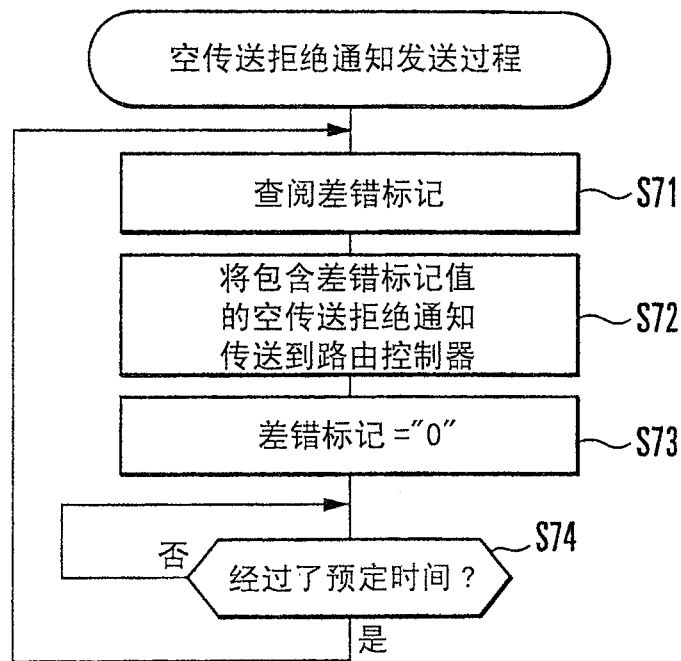 空传送拒绝通知发送过程
查阅差错标记
S71
将包含差错标记值
的空传送拒绝通知
传送到路由控制器
S72
差错标记="0"
S73
S74
否
经过了预定时间?
是